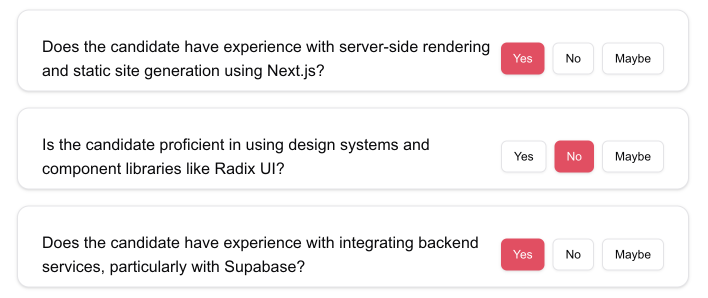 Does the candidate have experience with server-side rendering
and static site generation using Next.js?
Yes No Maybe
Is the candidate proficient in using design systems and
component libraries like Radix UI?
Yes No Maybe
Does the candidate have experience with integrating backend
services, particularly with Supabase?
Yes No Maybe